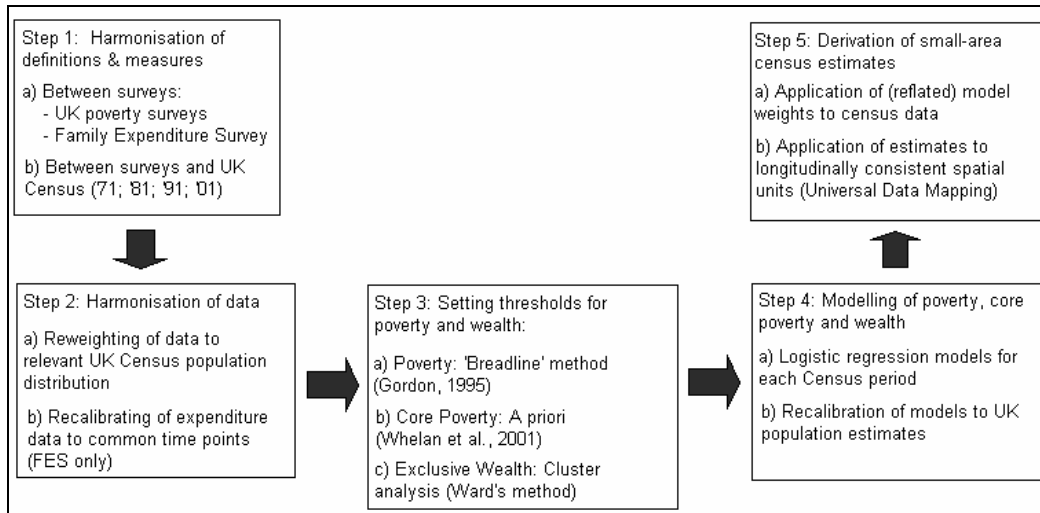 Step 1: Harmonisation of
definitions & measures
a) Between surveys:
- UK poverty surveys
- Family Expenditure Survey
b) Between surveys and UK
Census ('71; '81; '91; '01)
Step 2: Harmonisation of data
a) Reweighting of data to
relevant UK Census population
distribution
b) Recalibrating of expenditure
data to common time points
(FES only)
Step 3: Setting thresholds for
poverty and wealth:
a) Poverty: 'Breadline' method
(Gordon, 1995)
b) Core Poverty: A priori
(Whelan et al., 2001)
c) Exclusive Wealth: Cluster
analysis (Ward's method)
Step 4: Modelling of poverty, core
poverty and wealth
a) Logistic regression models for
each Census period
b) Recalibration of models to UK
population estimates
Step 5: Derivation of small-area
census estimates
a) Application of (reflated) model
weights to census data
b) Application of estimates to
longitudinally consistent spatial
units (Universal Data Mapping)